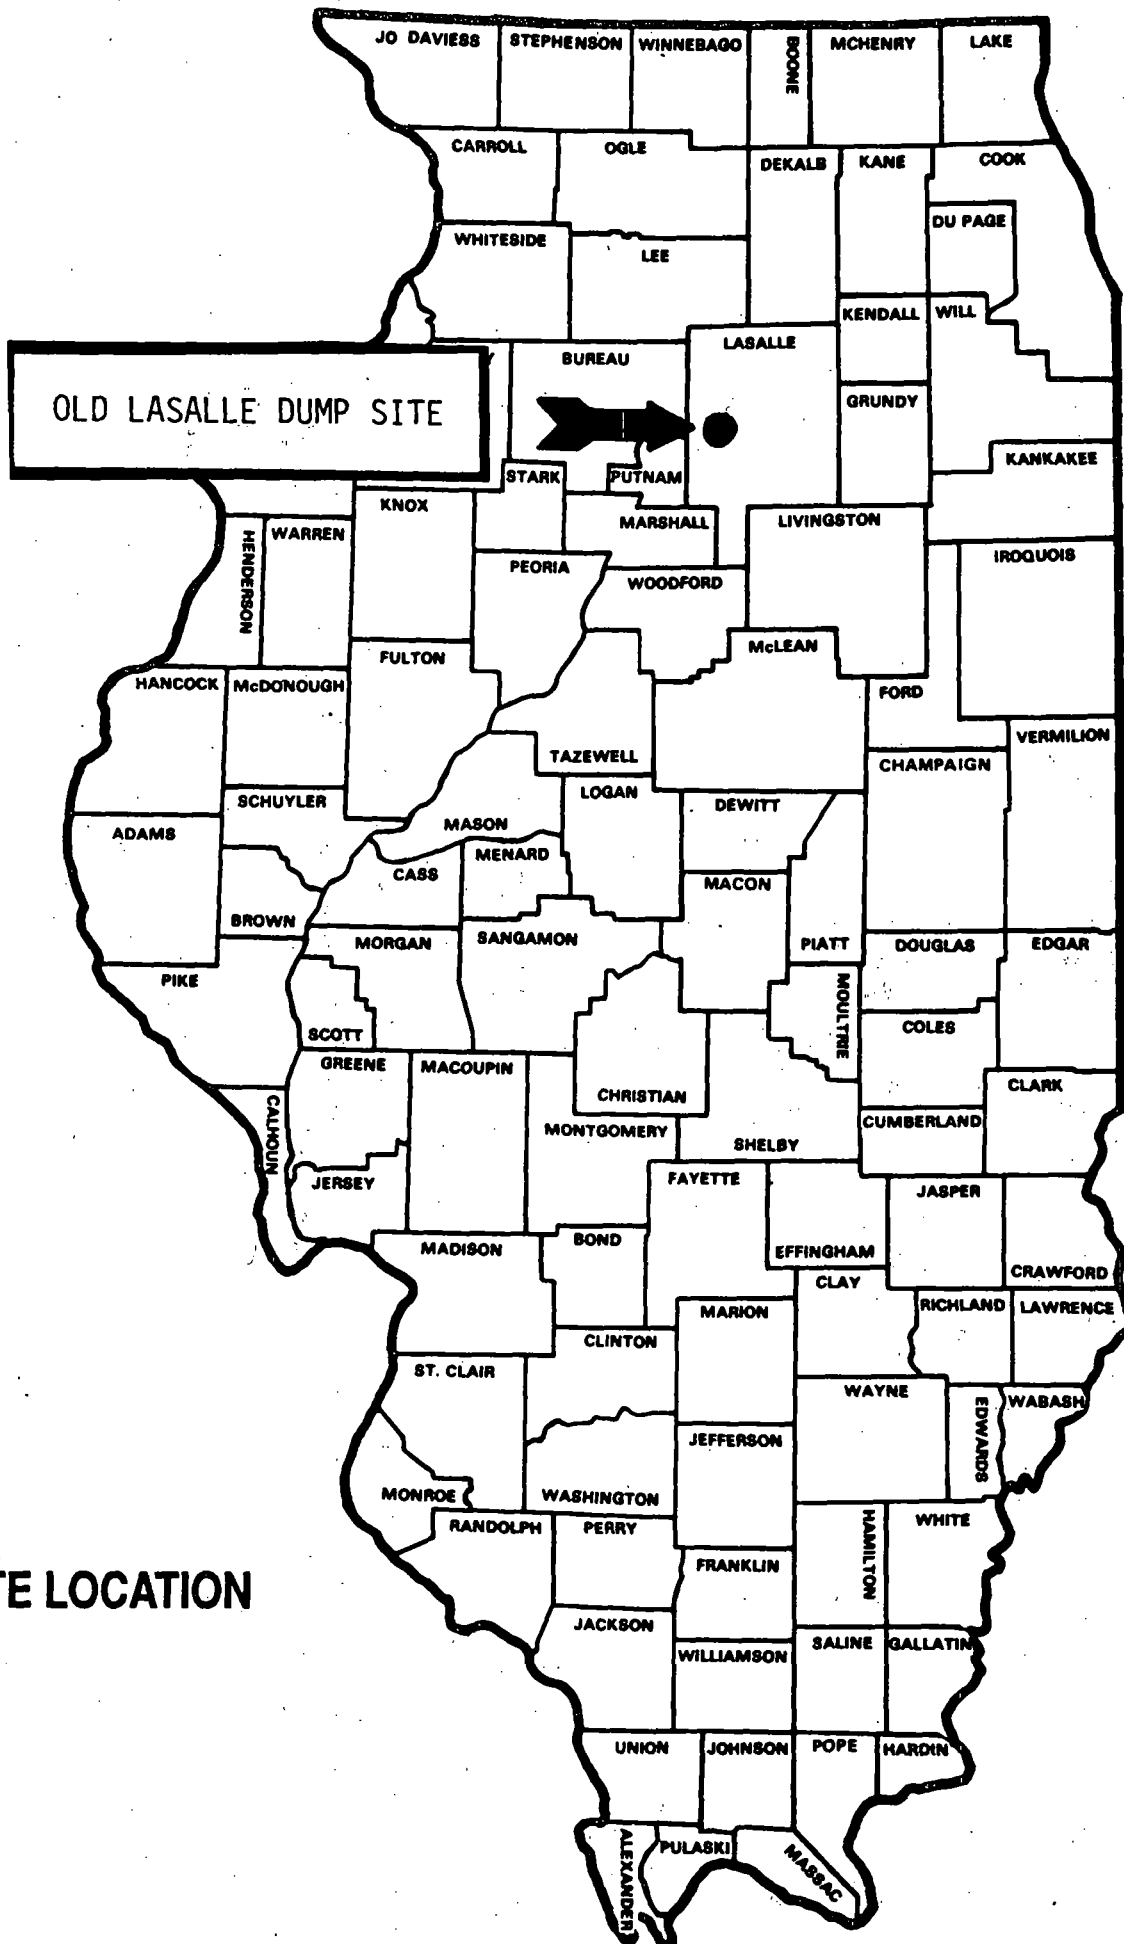 JO DAVIESS
STEPHENSON
WINNEBAGO
BOONE
MCHENRY
LAKE
CARROLL
OGLE
DEKALB
KANE
COOK
DU PAGE
WHITESIDE
LEE
KENDALL
WILL
LASALLE
BUREAU
Y
OLD LASALLE DUMP SITE
GRUNDY
KANKAKEE
STARK
PUTNAM
KNOX
MARSHALL
LIVINGSTON
WARREN
HENDERSON
PEORIA
WOODFORD
IROQUOIS
McLEAN
FULTON
HANCOCK
McDONOUGH
FORD
VERMILION
TAZEWELL
CHAMPAIGN
LOGAN
DEWITT
SCHUYLER
MASON
ADAMS
MENARD
CASS
MACON
BROWN
MORGAN
SANGAMON
PIATT
DOUGLAS
EDGAR
PIKE
MOULTRIE
SCOTT
COLES
GREENE
MACOUPIN
CHRISTIAN
CLARK
CALHOUN
MONTGOMERY
CUMBERLAND
SHELBY
JERSEY
FAYETTE
JASPER
MADISON
BOND
EFFINGHAM
CRAWFORD
CLAY
MARION
RICHLAND
LAWRENCE
CLINTON
ST. CLAIR
WAYNE
EDWARDS
WABASH
JEFFERSON
MONROE
WASHINGTON
RANDOLPH
PERRY
HAMILTON
WHITE
FRANKLIN
TE LOCATION
JACKSON
WILLIAMSON
SALINE
GALLATIN
UNION
JOHNSON
POPE
HARDIN
ALEXANDER
PULASKI
MASSAC